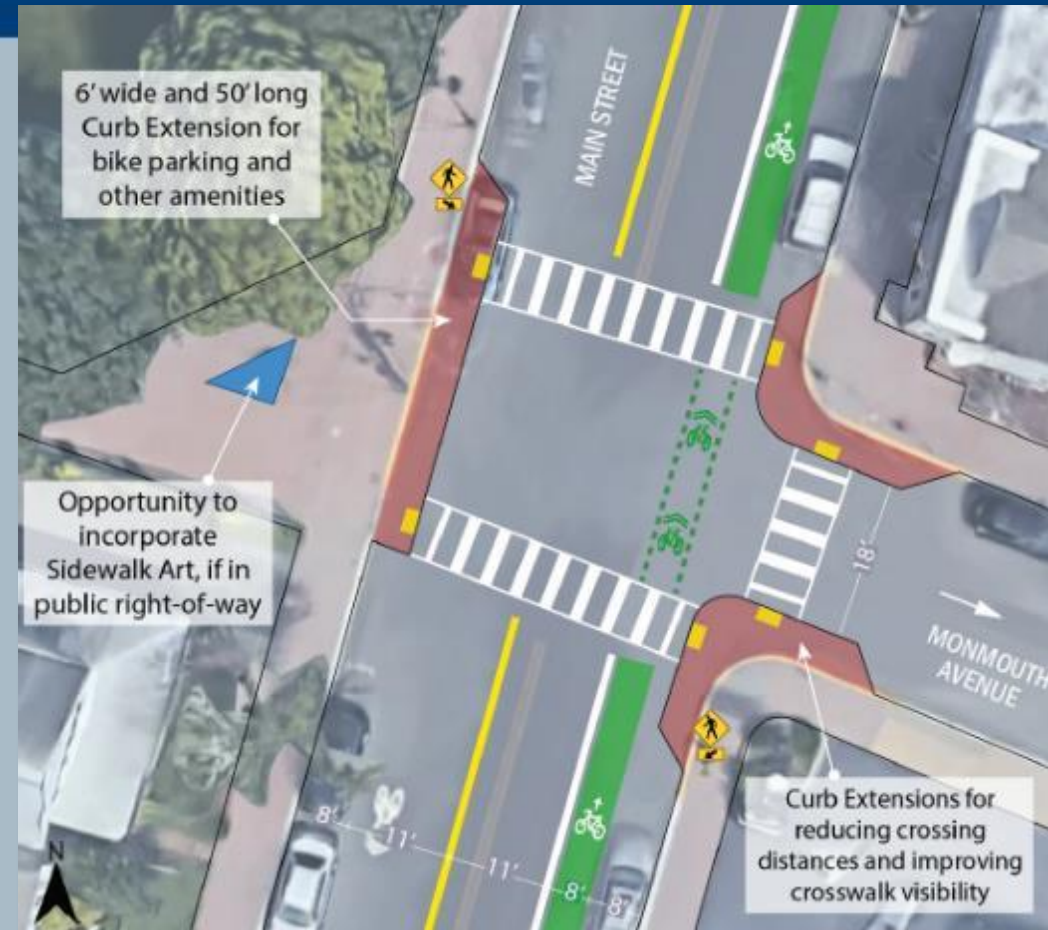 6' wide and 50' long
Curb Extension for
bike parking and
other amenities
MAIN STREET
Opportunity to
incorporate
Sidewalk Art, if in
public right-of-way
18'
MONMOUTH
AVENUE
Curb Extensions for
reducing crossing
distances and improving
crosswalk visibility
8'
11'
11'
8'
8'
N